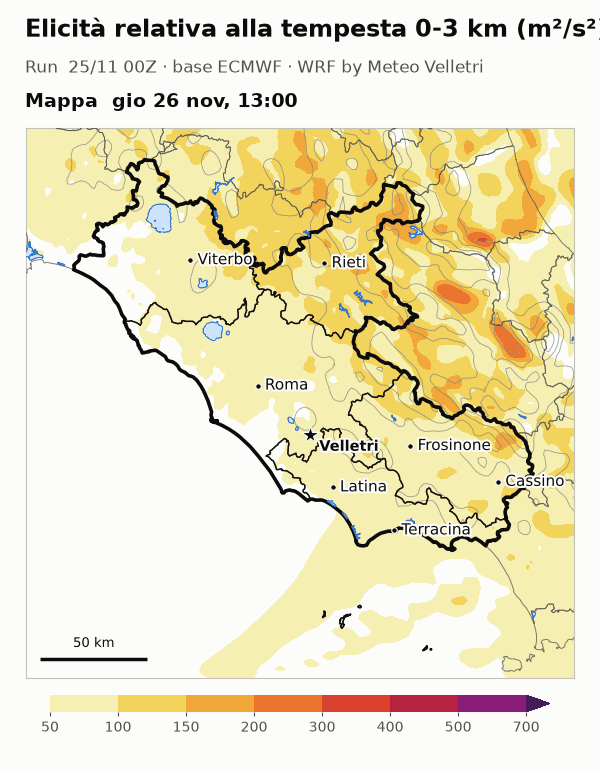 Elicità relativa alla tempesta 0-3 km (m²/s²)
Run  25/11 00Z · base ECMWF · WRF by Meteo Velletri
Mappa  gio 26 nov, 13:00
Viterbo
Rieti
Roma
Velletri
Frosinone
Latina
Cassino
Terracina
50 km
50 100 150 200 300 400 500 700